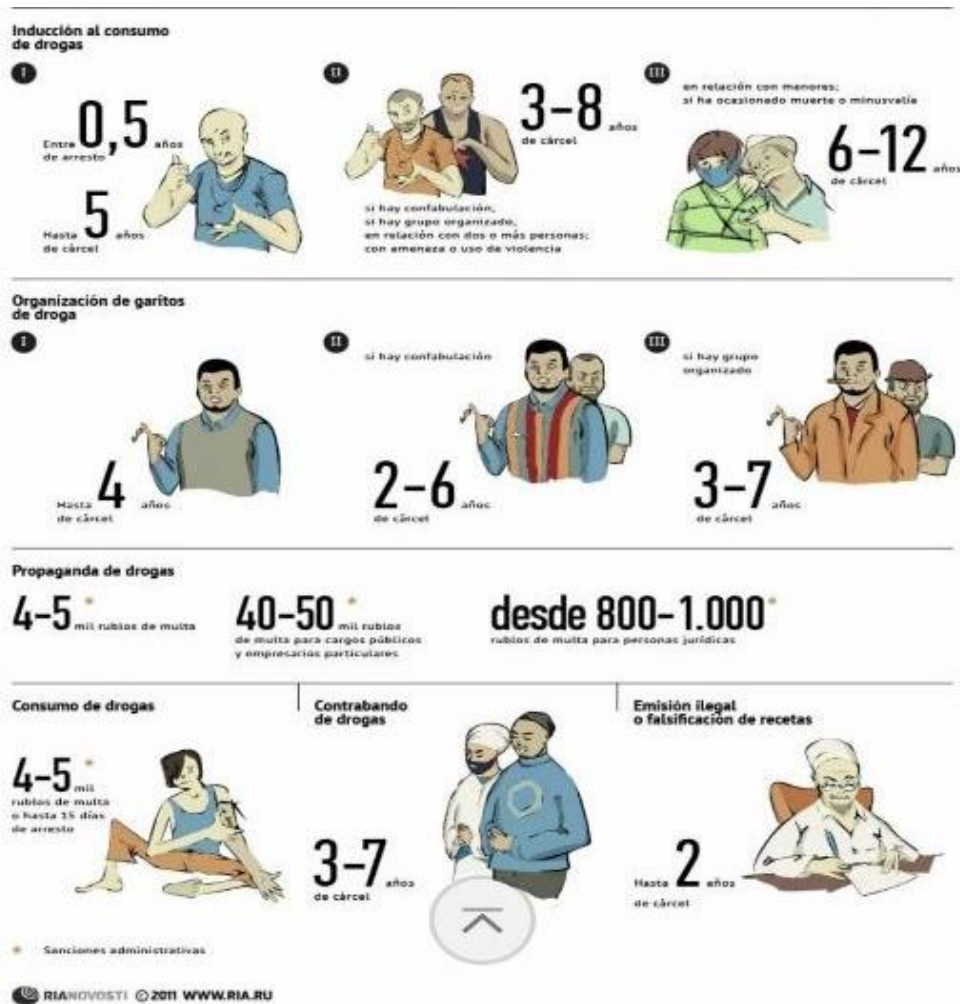 Inducción al consumo
de drogas
I
Entre 0,5 años
de arresto
Hasta 5 años
de cárcel
II
3–8 años
de cárcel
si hay confabulación,
si hay grupo organizado,
en relación con dos o más personas;
con amenaza o uso de violencia
III
en relación con menores;
si ha ocasionado muerte o minusvalía
6–12 años
de cárcel
Organización de garitos
de droga
I
Hasta 4 años
de cárcel
II
si hay confabulación
2–6 años
de cárcel
III
si hay grupo
organizado
3–7 años
de cárcel
Propaganda de drogas
4–5* mil rublos de multa
40–50* mil rublos
de multa para cargos públicos
y empresarios particulares
desde 800–1.000*
rublos de multa para personas jurídicas
Consumo de drogas
4–5* mil
rublos de multa
o hasta 15 días
de arresto
Contrabando
de drogas
3–7 años
de cárcel
Emisión ilegal
o falsificación de recetas
Hasta 2 años
de cárcel
* Sanciones administrativas
RIANOVOSTI © 2011 WWW.RIA.RU